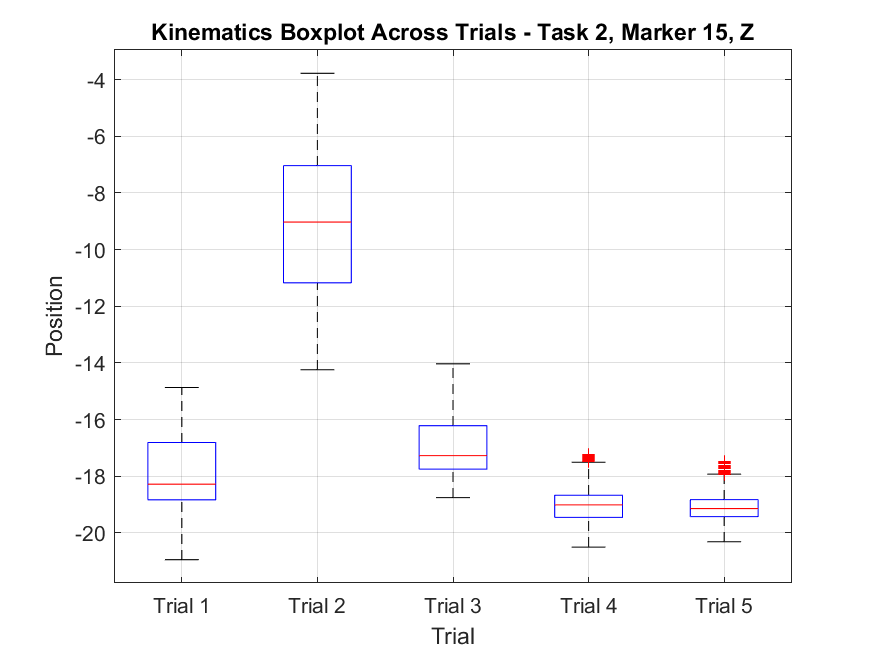 Kinematics Boxplot Across Trials - Task 2, Marker 15, Z
-4
-6
-8
-10
-12
-14
-16
-18
-20
Position
Trial 1 Trial 2 Trial 3 Trial 4 Trial 5
Trial